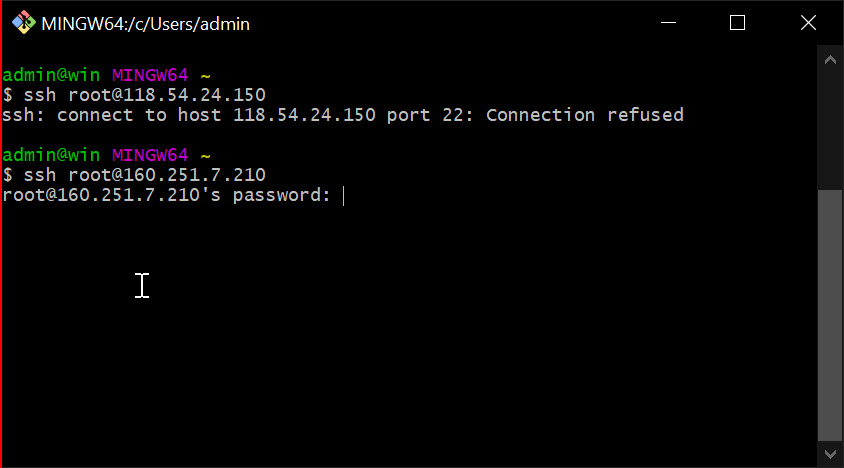 MINGW64:/c/Users/admin
admin@win MINGW64 ~
$ ssh root@118.54.24.150
ssh: connect to host 118.54.24.150 port 22: Connection refused
admin@win MINGW64 ~
$ ssh root@160.251.7.210
root@160.251.7.210's password: